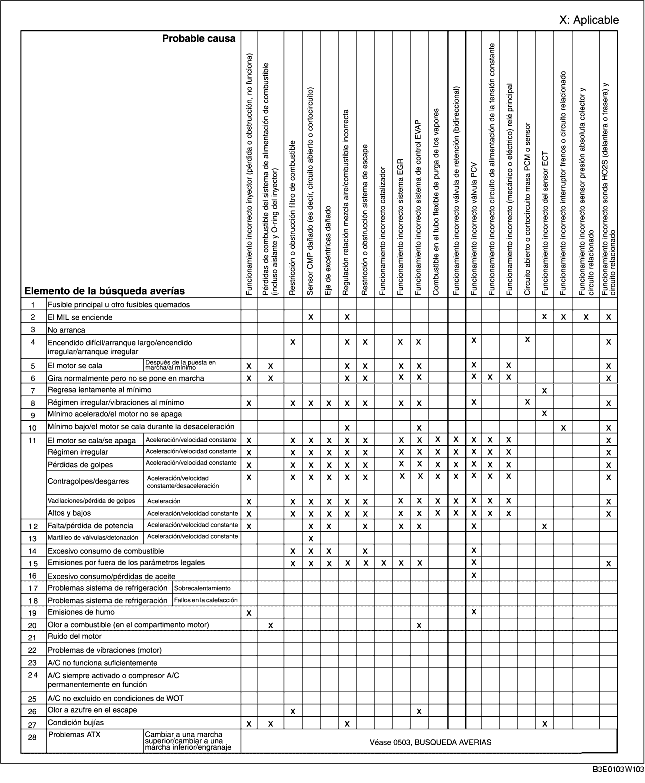 X: Aplicable
Probable causa
Elemento de la búsqueda averías
Funcionamiento incorrecto inyector (pérdida o obstrucción, no funciona)
Pérdidas de combustible del sistema de alimentación de combustible
(incluso aislante y O-ring del inyector)
Restricción o obstrucción filtro de combustible
Sensor CMP dañado (es decir, circuito abierto o cortocircuito)
Eje de excéntricas dañado
Regulación relación mezcla aire/combustible incorrecta
Restricción o obstrucción sistema de escape
Funcionamiento incorrecto catalizador
Funcionamiento incorrecto sistema EGR
Funcionamiento incorrecto sistema de control EVAP
Combustible en el tubo flexible de purga de los vapores
Funcionamiento incorrecto válvula de retención (bidireccional)
Funcionamiento incorrecto válvula PCV
Funcionamiento incorrecto circuito de alimentación de la tensión constante
Funcionamiento incorrecto (mecánico o eléctrico) relé principal
Circuito abierto o cortocircuito masa PCM o sensor
Funcionamiento incorrecto del sensor ECT
Funcionamiento incorrecto interruptor frenos o circuito relacionado
Funcionamiento incorrecto sensor presión absoluta colector y
circuito relacionado
Funcionamiento incorrecto sonda HO2S (delantera o trasera) y
circuito relacionado
1 Fusible principal u otro fusibles quemados
2 El MIL se enciende X X X X X X
3 No arranca
4 Encendido difícil/arranque largo/encendido
irregular/arranque irregular X X X X X X X X
5 El motor se cala Después de la puesta en
marcha/al mínimo X X X X X X X X X
6 Gira normalmente pero no se pone en marcha X X X X X X X X X X
7 Regresa lentamente al mínimo X
8 Régimen irregular/vibraciones al mínimo X X X X X X X X X X X
9 Mínimo acelerado/el motor no se apaga X
10 Mínimo bajo/el motor se cala durante la desaceleración X X X X
11 El motor se cala/se apaga Aceleración/velocidad constante X X X X X X X X X X X X X X
Régimen irregular Aceleración/velocidad constante X X X X X X X X X X X X X X
Pérdidas de golpes Aceleración/velocidad constante X X X X X X X X X X X X X X
Contragolpes/desgarres Aceleración/velocidad
constante/desaceleración X X X X X X X X X X X X X X
Vacilaciones/pérdida de golpes Aceleración X X X X X X X X X X X X X X
Altos y bajos Aceleración/velocidad constante X X X X X X X X X X X X X X
12 Falta/pérdida de potencia Aceleración/velocidad constante X X X X X X X X
13 Martilleo de válvulas/detonación Aceleración/velocidad constante X
14 Excesivo consumo de combustible X X X X X
15 Emisiones por fuera de los parámetros legales X X X X X X X X X X
16 Excesivo consumo/pérdidas de aceite X
17 Problemas sistema de refrigeración Sobrecalentamiento
18 Problemas sistema de refrigeración Fallos en la calefacción
19 Emisiones de humo X X
20 Olor a combustible (en el compartimento motor) X X
21 Ruido del motor
22 Problemas de vibraciones (motor)
23 A/C no funciona suficientemente
24 A/C siempre activado o compresor A/C
permanentemente en función
25 A/C no excluido en condiciones de WOT
26 Olor a azufre en el escape X X
27 Condición bujías X X X X
28 Problemas ATX Cambiar a una marcha
superior/cambiar a una
marcha inferior/engranaje
Véase 0503, BUSQUEDA AVERIAS
B3E0103W103